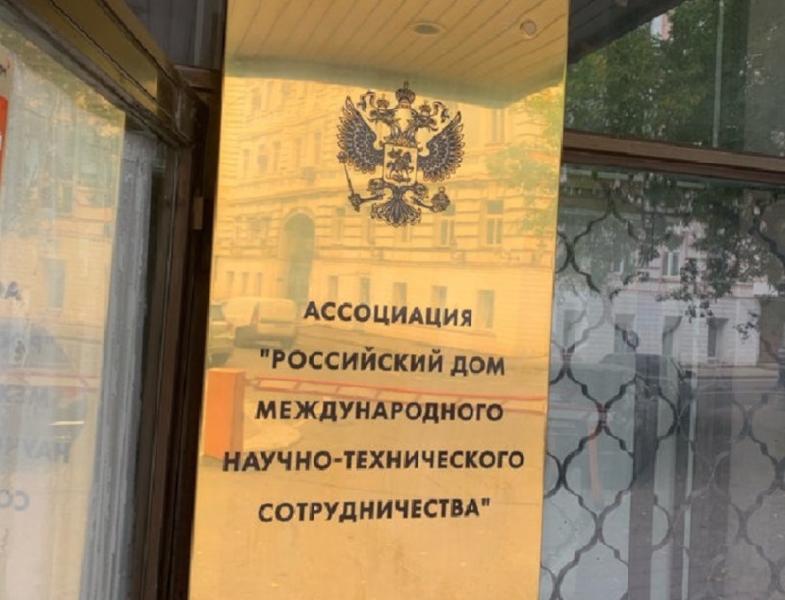 АССОЦИАЦИЯ
"РОССИЙСКИЙ ДОМ
МЕЖДУНАРОДНОГО
НАУЧНО-ТЕХНИЧЕСКОГО
СОТРУДНИЧЕСТВА"